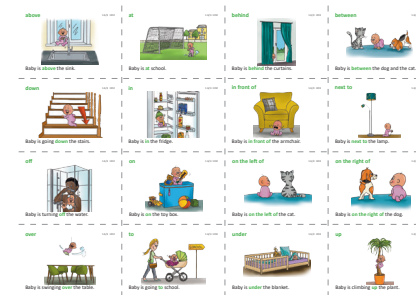 above
at
behind
between
Baby is above the sink.
Baby is at school.
Baby is behind the curtains.
Baby is between the dog and the cat.
down
in
in front of
next to
Baby is going down the stairs.
Baby is in the fridge.
Baby is in front of the armchair.
Baby is next to the lamp.
off
on
on the left of
on the right of
Baby is turning off the water.
Baby is on the toy box.
Baby is on the left of the cat.
Baby is on the right of the dog.
over
to
under
up
Baby is swinging over the table.
Baby is going to school.
Baby is under the blanket.
Baby is climbing up the plant.